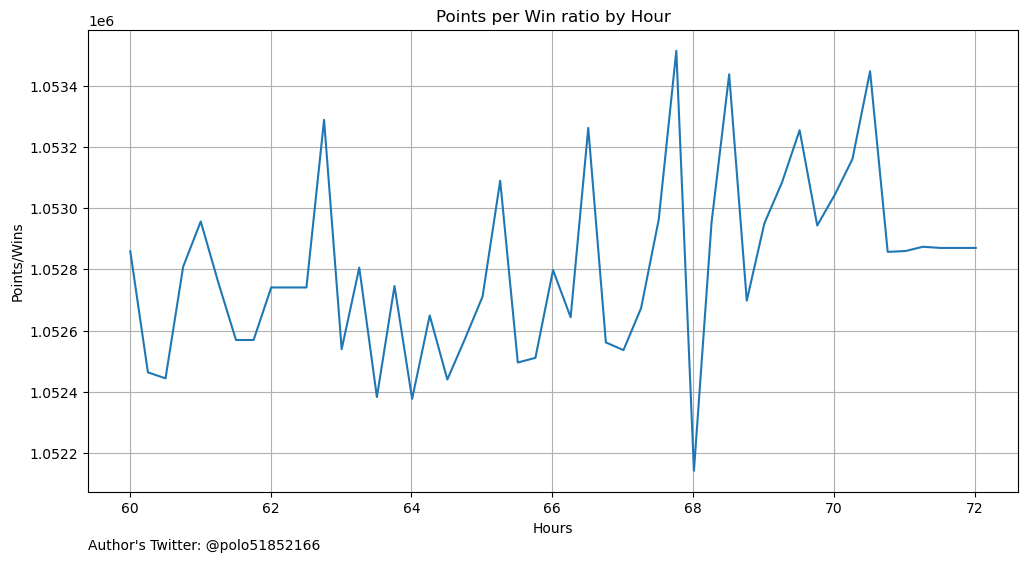 Points per Win ratio by Hour
1e6
1.0534
1.0532
1.0530
1.0528
1.0526
1.0524
1.0522
Points/Wins
60 62 64 66 68 70 72
Hours
Author's Twitter: @polo51852166